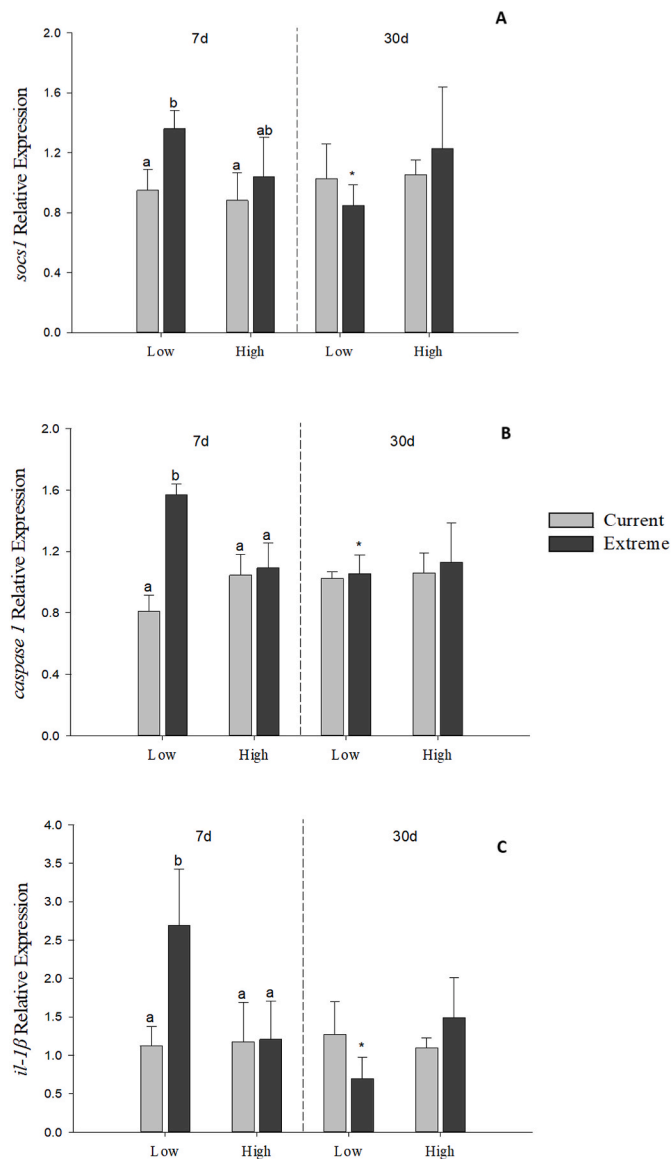 A
7d
30d
2.0
1.6
1.2
0.8
0.4
0.0
socs1 Relative Expression
a
b
a
ab
*
Low
High
Low
High
B
7d
30d
2.0
1.6
1.2
0.8
0.4
0.0
caspase 1 Relative Expression
a
b
a
a
*
Low
High
Low
High
Current
Extreme
C
7d
30d
4.0
3.5
3.0
2.5
2.0
1.5
1.0
0.5
0.0
il-1β Relative Expression
a
b
a
a
*
Low
High
Low
High